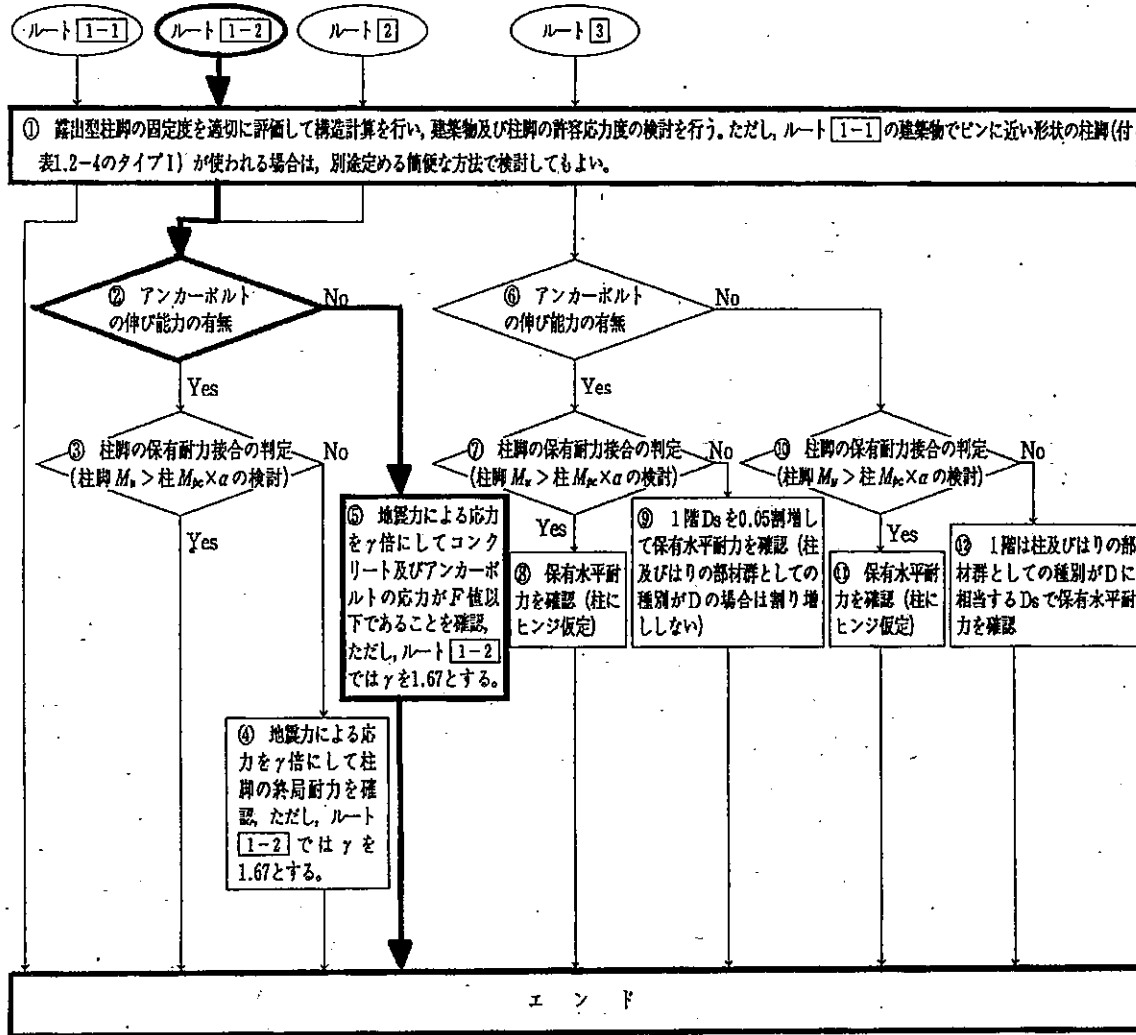 ルート 1-1
ルート 1-2
ルート 2
ルート 3
① 露出型柱脚の固定度を適切に評価して構造計算を行い,建築物及び柱脚の許容応力度の検討を行う。ただし,ルート 1-1 の建築物でピンに近い形状の柱脚(付
表1.2-4のタイプI)が使われる場合は,別途定める簡便な方法で検討してもよい。
② アンカーボルト
の伸び能力の有無
No
Yes
③ 柱脚の保有耐力接合の判定
(柱脚 Mu > 柱 Mpc×α の検討)
No
Yes
④ 地震力による応
力をγ倍にして柱
脚の終局耐力を確
認,ただし,ルート
1-2 ではγを
1.67とする。
⑤ 地震力による応力
をγ倍にしてコンク
リート及びアンカーボ
ルトの応力がF値以
下であることを確認,
ただし,ルート 1-2
ではγを1.67とする。
⑥ アンカーボルト
の伸び能力の有無
No
Yes
⑦ 柱脚の保有耐力接合の判定
(柱脚 Mu > 柱 Mpc×α の検討)
No
Yes
⑧ 保有水平耐
力を確認(柱に
ヒンジ仮定)
⑨ 1階Dsを0.05割増し
て保有水平耐力を確認(柱
及びはりの部材群としての
種別がDの場合は割り増
ししない)
⑩ 柱脚の保有耐力接合の判定
(柱脚 Mu > 柱 Mpc×α の検討)
No
Yes
⑪ 保有水平耐
力を確認(柱に
ヒンジ仮定)
⑫ 1階は柱及びはりの部
材群としての種別がDに
相当するDsで保有水平耐
力を確認
エンド